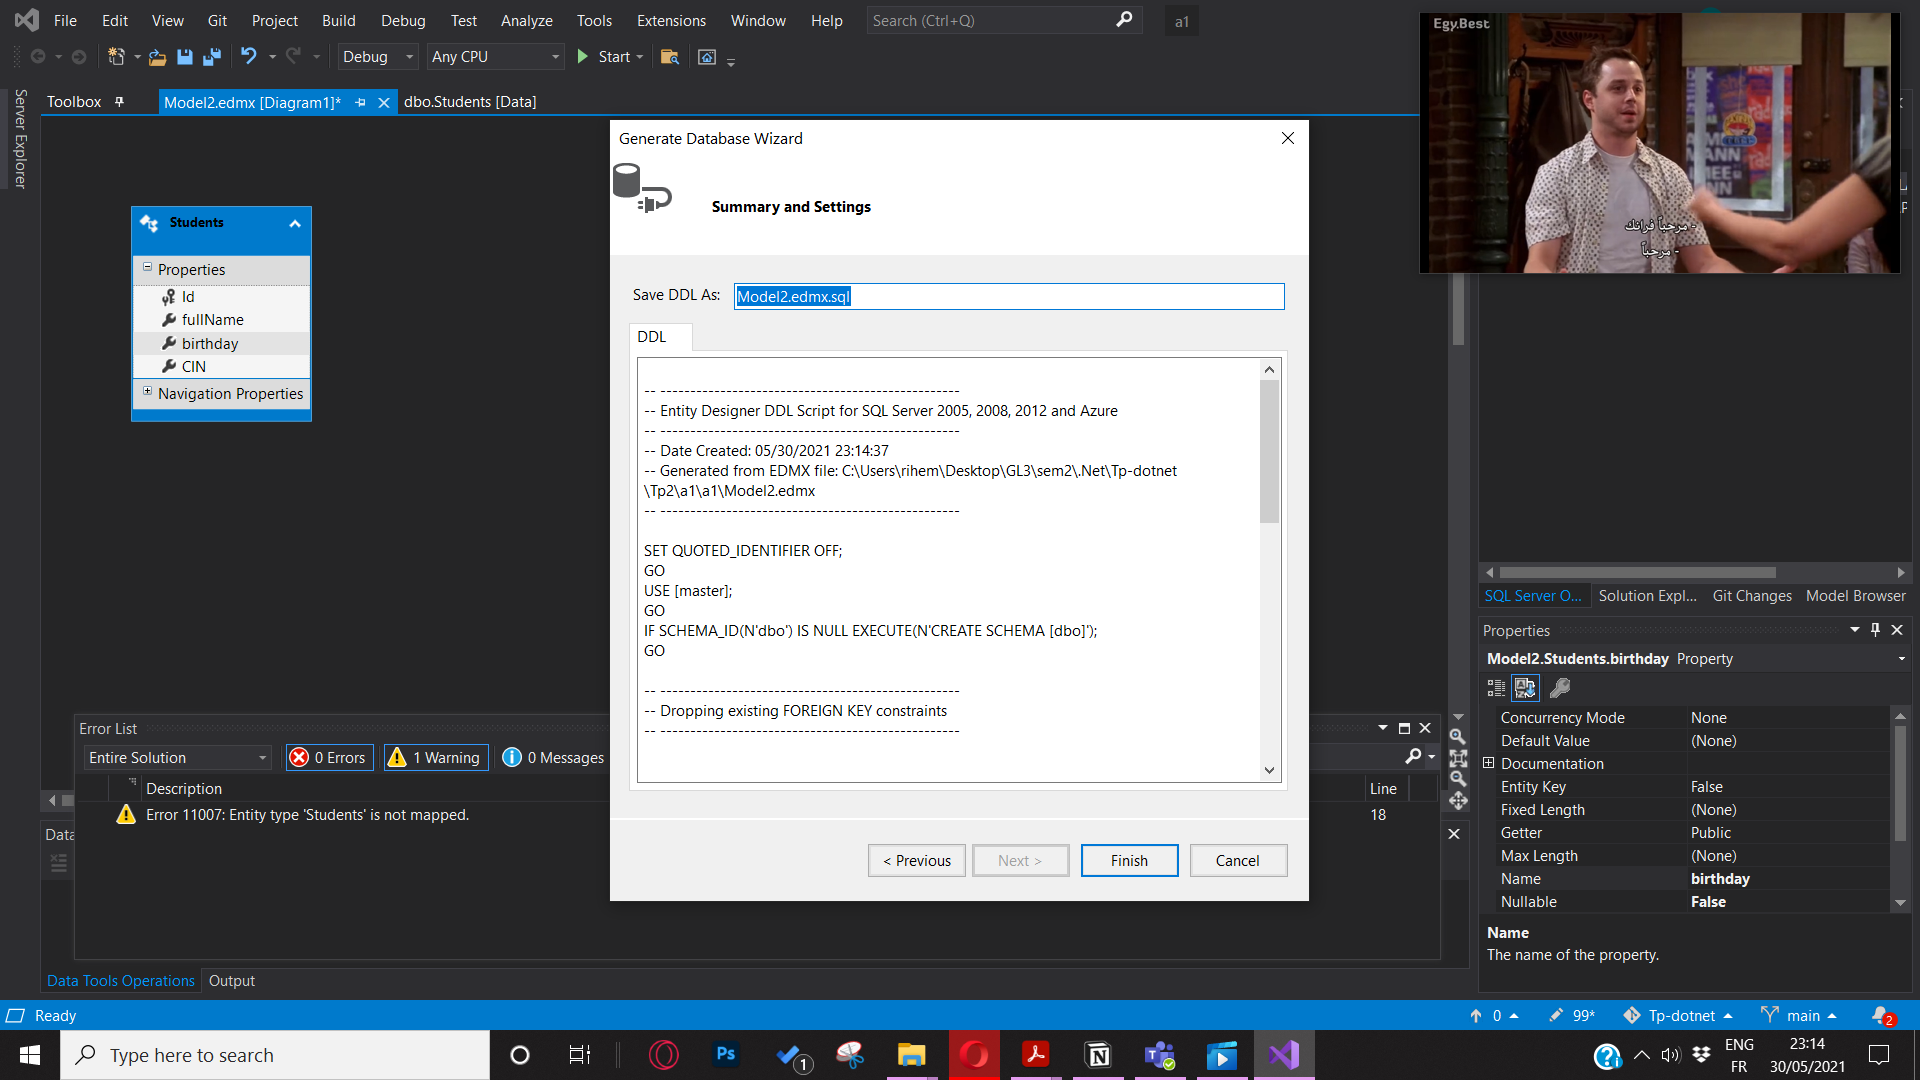 File Edit View Git Project Build Debug Test Analyze Tools Extensions Window Help Search (Ctrl+Q) a1
Debug Any CPU Start
Server Explorer
Toolbox Model2.edmx [Diagram1]* dbo.Students [Data]
Students
Properties
Id
fullName
birthday
CIN
Navigation Properties
Generate Database Wizard
Summary and Settings
Save DDL As: Model2.edmx.sql
DDL
-- --------------------------------------------------
-- Entity Designer DDL Script for SQL Server 2005, 2008, 2012 and Azure
-- --------------------------------------------------
-- Date Created: 05/30/2021 23:14:37
-- Generated from EDMX file: C:\Users\rihem\Desktop\GL3\sem2\.Net\Tp-dotnet
\Tp2\a1\a1\Model2.edmx
-- --------------------------------------------------
SET QUOTED_IDENTIFIER OFF;
GO
USE [master];
GO
IF SCHEMA_ID(N'dbo') IS NULL EXECUTE(N'CREATE SCHEMA [dbo]');
GO
-- --------------------------------------------------
-- Dropping existing FOREIGN KEY constraints
-- --------------------------------------------------
< Previous Next > Finish Cancel
Egy.Best
- مرحباً فرانك
- مرحباً
SQL Server O... Solution Expl... Git Changes Model Browser
Properties
Model2.Students.birthday Property
Concurrency Mode None
Default Value (None)
Documentation
Entity Key False
Fixed Length (None)
Getter Public
Max Length (None)
Name birthday
Nullable False
Name
The name of the property.
Error List
Entire Solution 0 Errors 1 Warning 0 Messages
Description Line
Error 11007: Entity type 'Students' is not mapped. 18
Data
Data Tools Operations Output
Ready 0 99* Tp-dotnet main 2
Type here to search Ps 1 ENG FR 23:14 30/05/2021